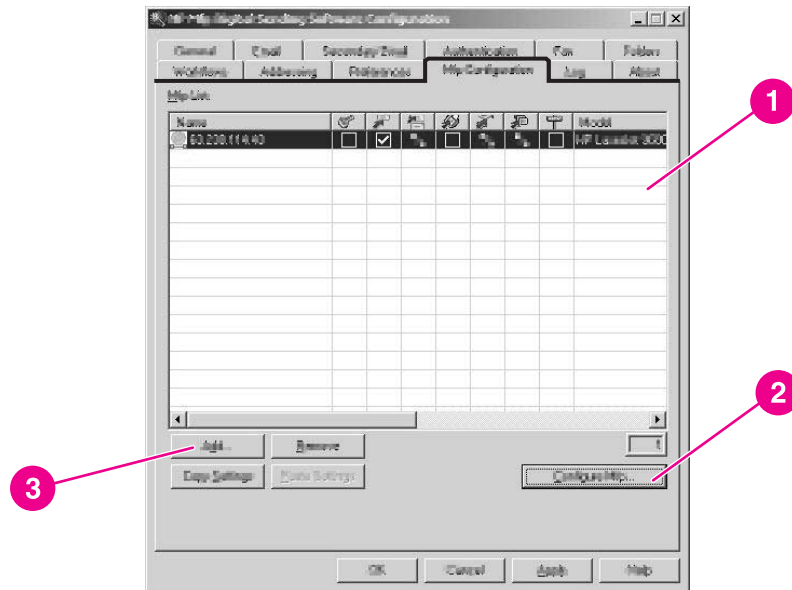 HP Mfp Digital Sending Software Configuration
General Email Secondary Email Authentication Fax Folders
Workflows Addressing Preferences Mfp Configuration Log About
Mfp List:
Name Model
HP LaserJet
1
2
3
Add... Remove 1
Copy Settings Paste Settings Configure Mfp...
OK Cancel Apply Help